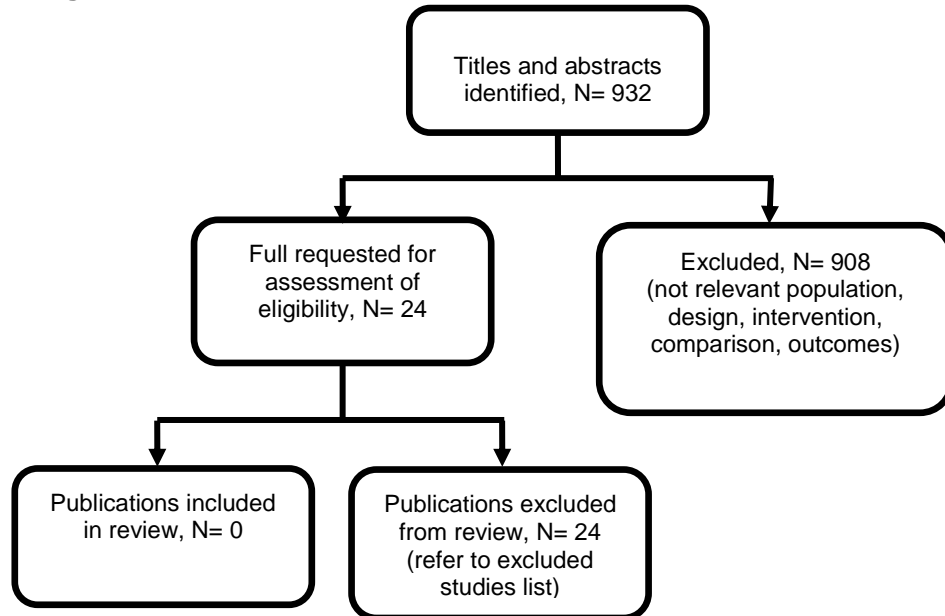 Titles and abstracts
identified, N= 932
Full requested for
assessment of
eligibility, N= 24
Excluded, N= 908
(not relevant population,
design, intervention,
comparison, outcomes)
Publications included
in review, N= 0
Publications excluded
from review, N= 24
(refer to excluded
studies list)